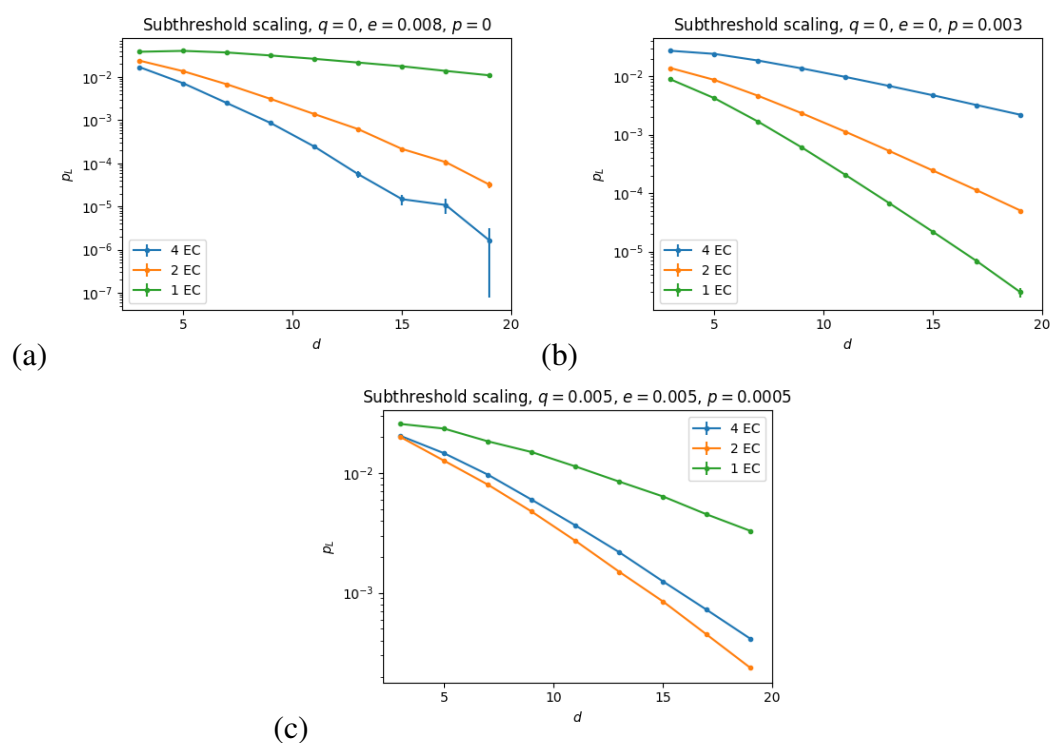 Subthreshold scaling, q = 0, e = 0.008, p = 0
10⁻²
10⁻³
10⁻⁴
10⁻⁵
10⁻⁶
10⁻⁷
p_L
4 EC
2 EC
1 EC
5 10 15 20
d
(a)
Subthreshold scaling, q = 0, e = 0, p = 0.003
10⁻²
10⁻³
10⁻⁴
10⁻⁵
p_L
4 EC
2 EC
1 EC
5 10 15 20
d
(b)
Subthreshold scaling, q = 0.005, e = 0.005, p = 0.0005
10⁻²
10⁻³
p_L
4 EC
2 EC
1 EC
5 10 15 20
d
(c)